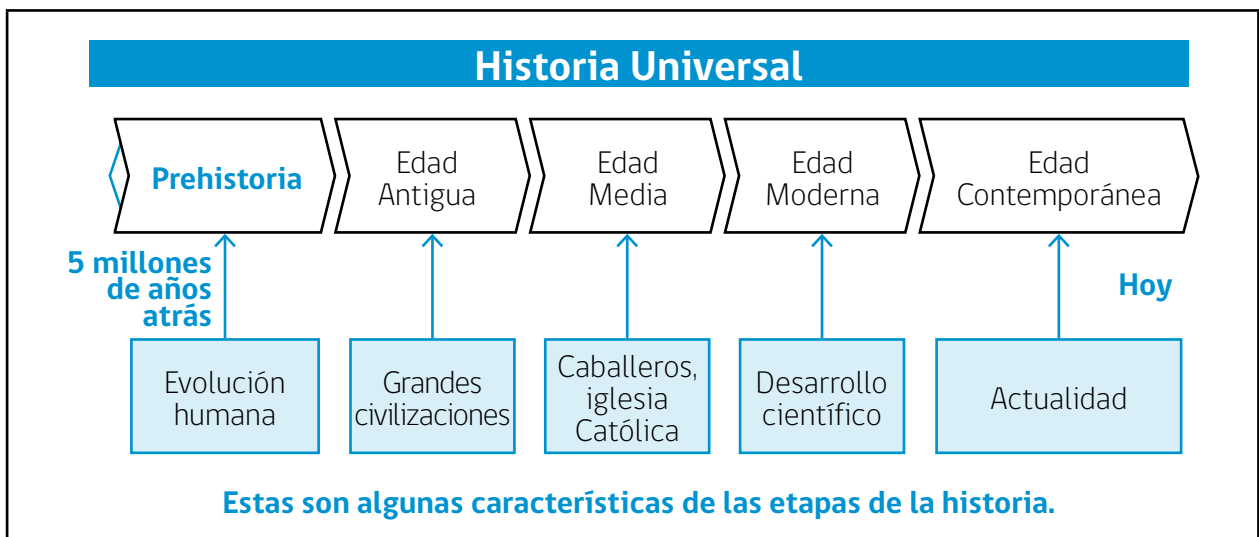 Historia Universal
Prehistoria
Edad
Antigua
Edad
Media
Edad
Moderna
Edad
Contemporánea
5 millones
de años
atrás
Hoy
Evolución
humana
Grandes
civilizaciones
Caballeros,
iglesia
Católica
Desarrollo
científico
Actualidad
Estas son algunas características de las etapas de la historia.